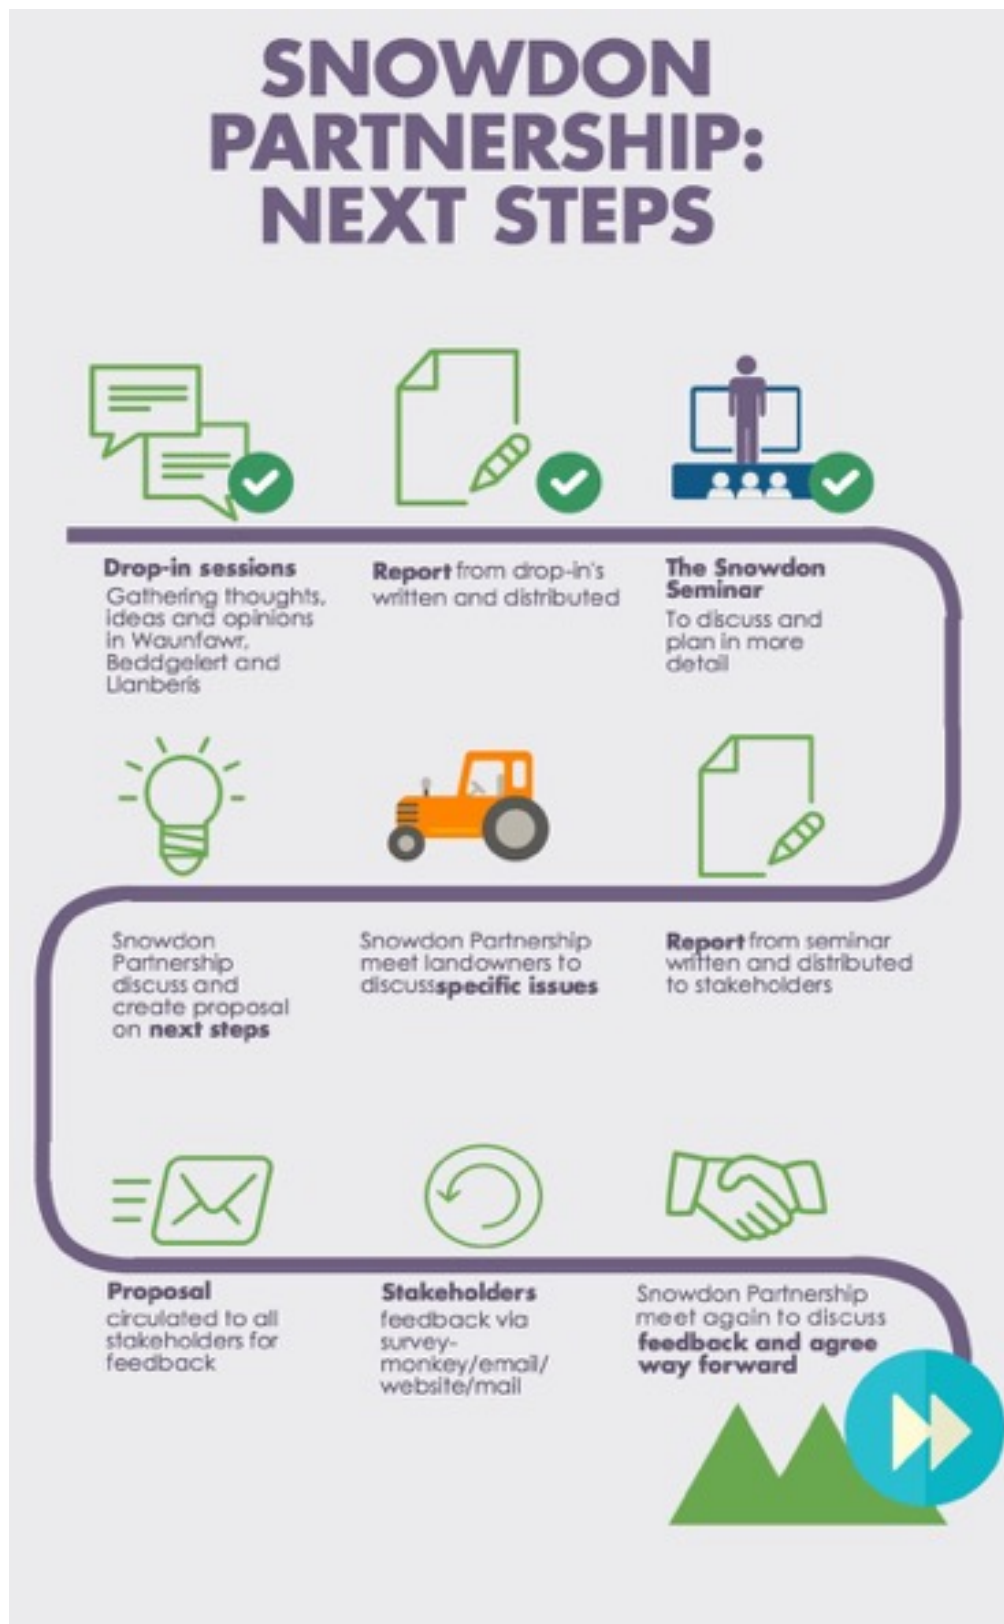 SNOWDON
PARTNERSHIP:
NEXT STEPS
Drop-in sessions
Gathering thoughts,
ideas and opinions
in Waunfawr,
Beddgelert and
Llanberis
Report from drop-in's
written and distributed
The Snowdon
Seminar
To discuss and
plan in more
detail
Report from seminar
written and distributed
to stakeholders
Snowdon Partnership
meet landowners to
discuss specific issues
Snowdon
Partnership
discuss and
create proposal
on next steps
Proposal
circulated to all
stakeholders for
feedback
Stakeholders
feedback via
survey-
monkey/email/
website/mail
Snowdon Partnership
meet again to discuss
feedback and agree
way forward